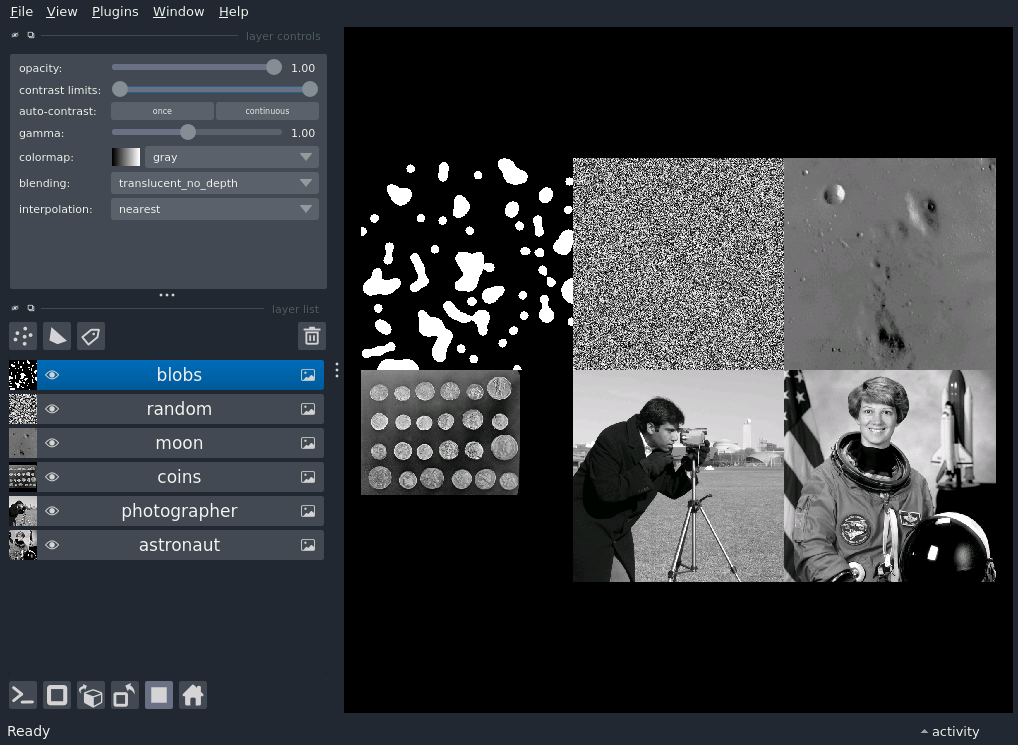 File View Plugins Window Help
layer controls
opacity: 1.00
contrast limits:
auto-contrast: once continuous
gamma: 1.00
colormap: gray
blending: translucent_no_depth
interpolation: nearest
layer list
blobs
random
moon
coins
photographer
astronaut
Ready
activity